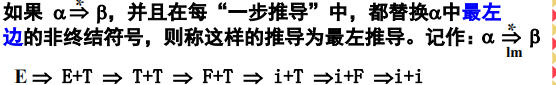 如果 α ⇒* β，并且在每“一步推导”中，都替换α中最左
边的非终结符号，则称这样的推导为最左推导。记作：α ⇒* β
lm
E ⇒ E+T ⇒ T+T ⇒ F+T ⇒ i+T ⇒i+F ⇒i+i